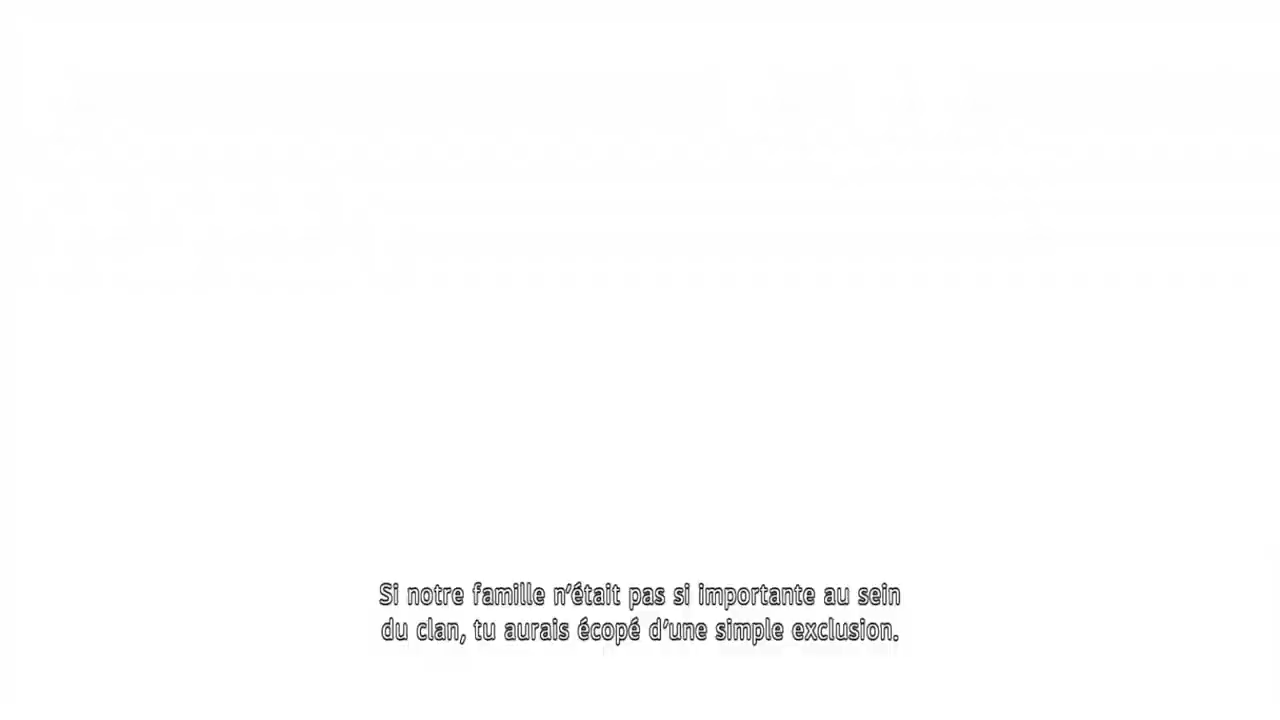 Si notre famille n'était pas si importante au sein
du clan, tu aurais écopé d'une simple exclusion.